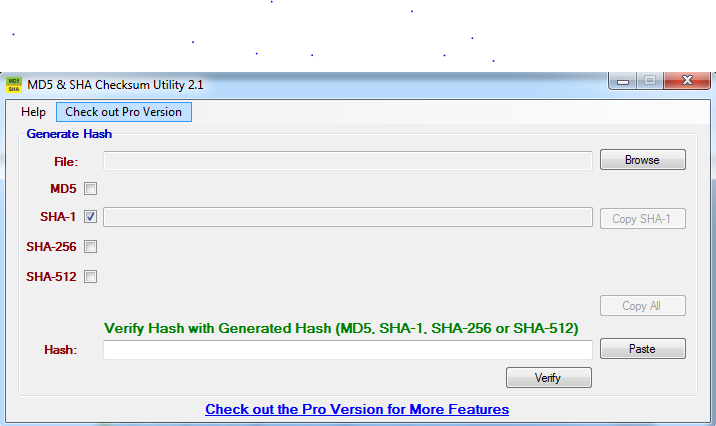 MD5 SHA MD5 & SHA Checksum Utility 2.1
Help Check out Pro Version
Generate Hash
File: Browse
MD5
SHA-1 Copy SHA-1
SHA-256
SHA-512
Copy All
Verify Hash with Generated Hash (MD5, SHA-1, SHA-256 or SHA-512)
Hash: Paste
Verify
Check out the Pro Version for More Features